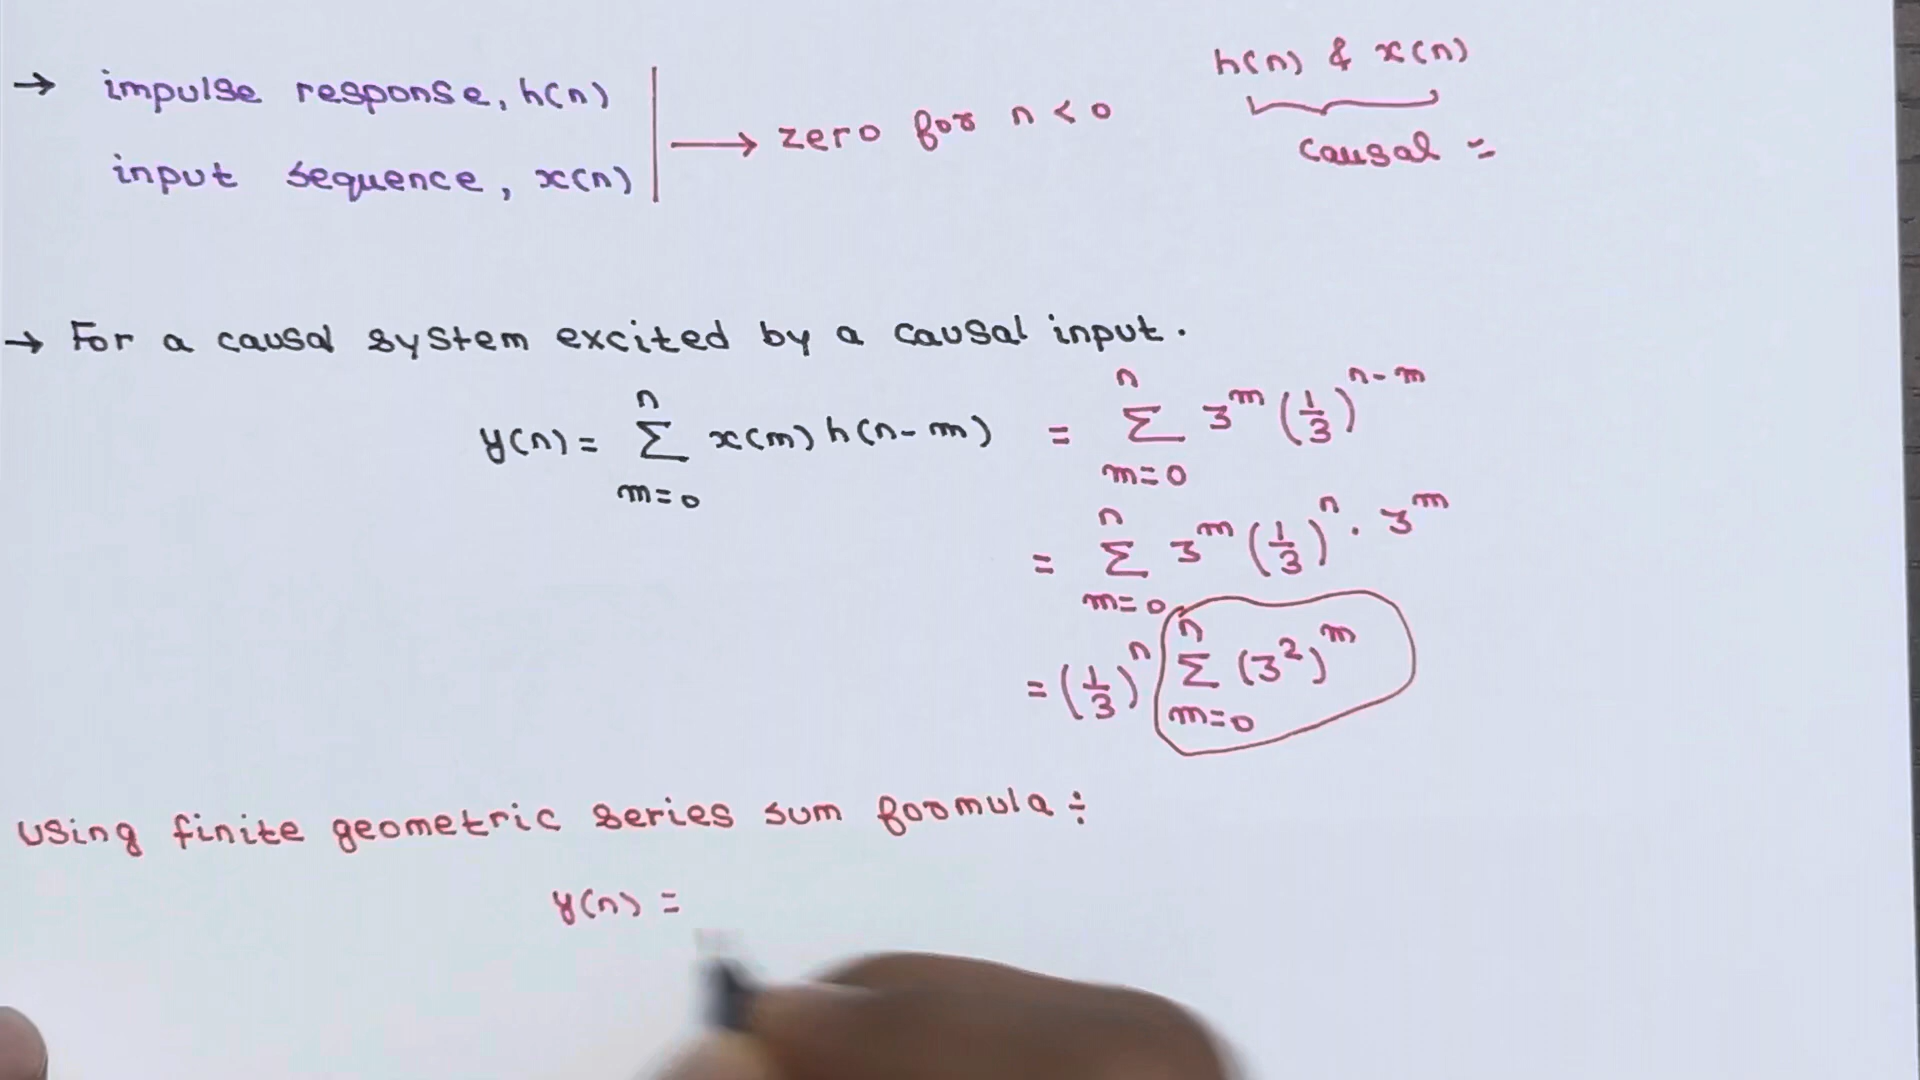 → impulse response, h(n)
input sequence, x(n)
→ zero for n < 0
h(n) & x(n)
causal =
→ For a causal system excited by a causal input.
y(n) = Σ_{m=0}^{n} x(m) h(n-m) = Σ_{m=0}^{n} 3^m (1/3)^{n-m}
= Σ_{m=0}^{n} 3^m (1/3)^n . 3^m
= (1/3)^n Σ_{m=0}^{n} (3^2)^m
using finite geometric series sum formula ÷
y(n) =